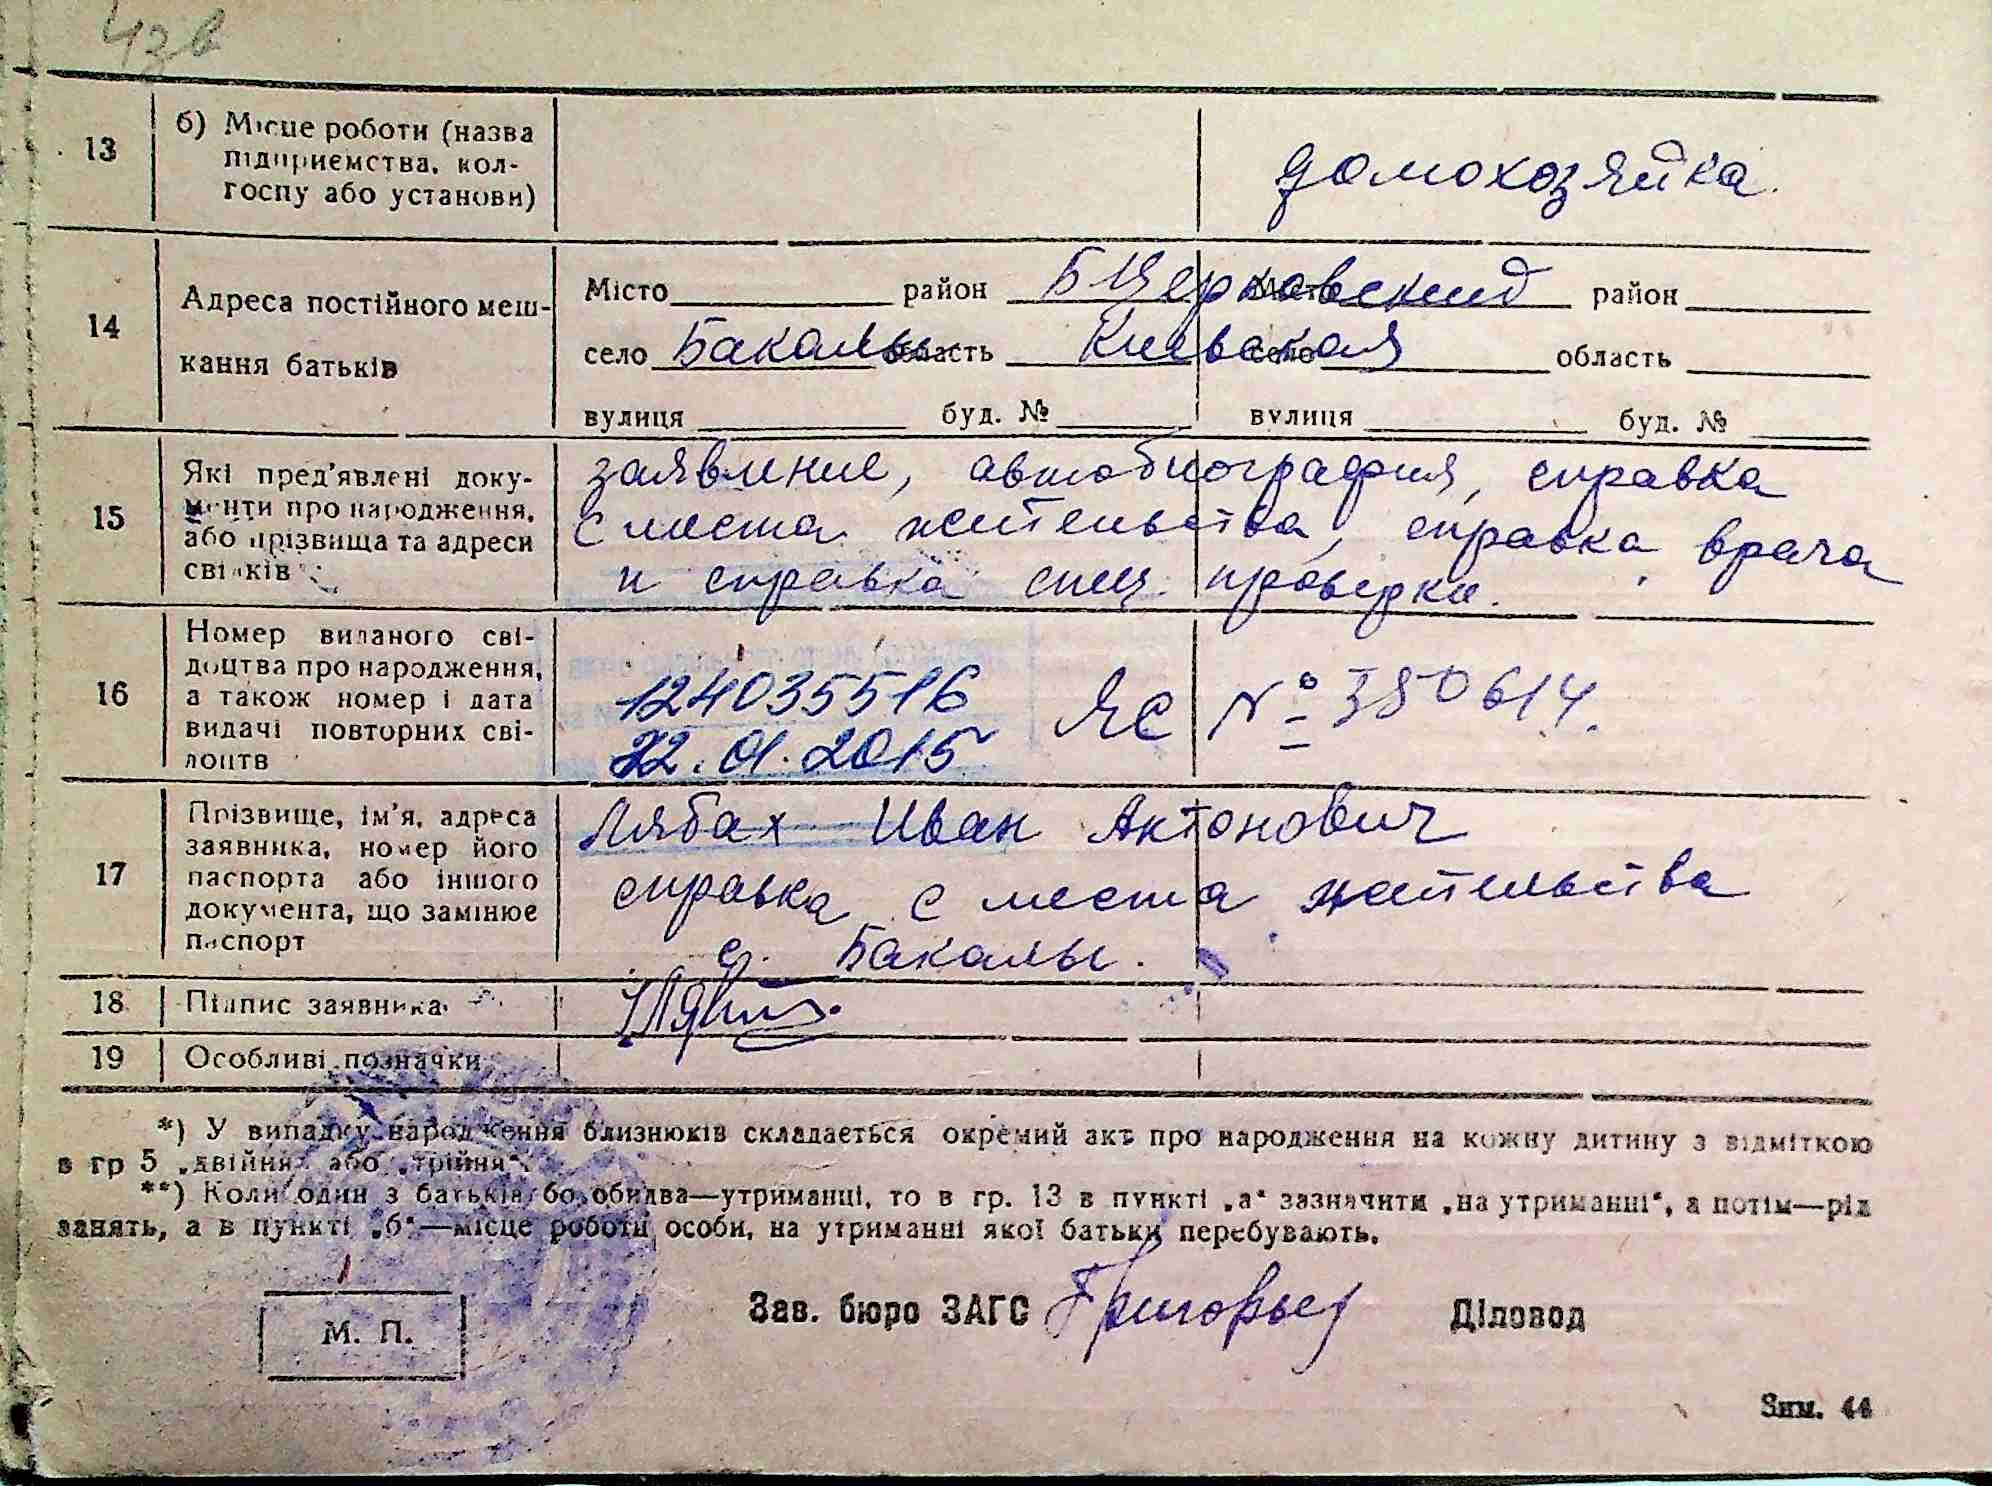 4зв
13 б) Місце роботи (назва
підприємства, кол-
госпу або установи)
домохозяйка.
14 Адреса постійного меш-
кання батьків
Місто район Б Церковский Місто район
село Бакалы область Киевская село область
вулиця буд. № вулиця буд. №
15 Які пред'явлені доку-
менти про народження,
або прізвища та адреси
свідків
заявление, автобиография, справка
с места жительства, справка врача
и справка спец. проверки.
16 Номер виданого сві-
доцтва про народження,
а також номер і дата
видачі повторних сві-
доцтв
124035516
22.01.2015
ЯС № 380614.
17 Прізвище, ім'я, адреса
заявника, номер його
паспорта або іншого
документа, що замінює
паспорт
Лябах Иван Антонович
справка с места жительства
с. Бакалы.
18 Підпис заявника
19 Особливі позначки
*) У випадку народження близнюків складається окремий акт про народження на кожну дитину з відміткою
в гр 5 „двійня" або „трійня".
**) Коли один з батьків або обидва—утриманці, то в гр. 13 в пункті „а" зазначити „на утриманні", а потім—рід
занять, а в пункті „б"—місце роботи особи, на утриманні якої батьки перебувають.
М. П.
Зав. бюро ЗАГС Григорьев Діловод
Зам. 44